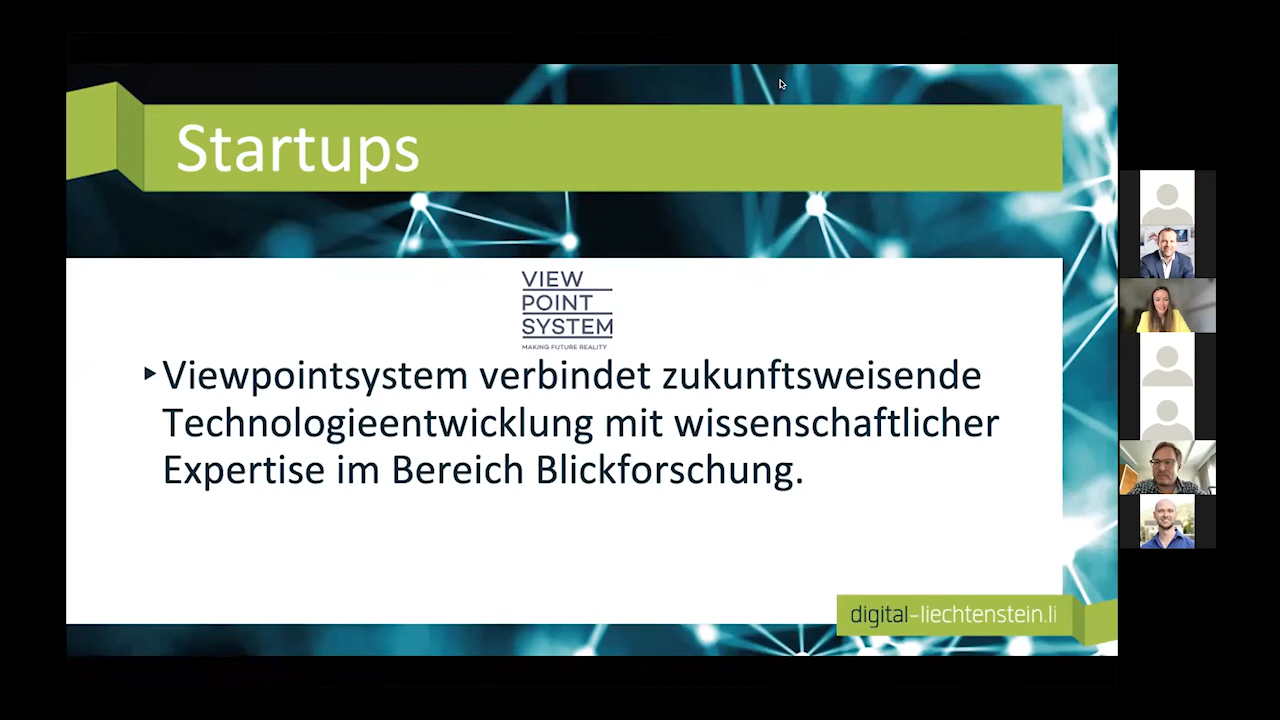 Startups
VIEW
POINT
SYSTEM
MAKING FUTURE REALITY
‣Viewpointsystem verbindet zukunftsweisende
Technologieentwicklung mit wissenschaftlicher
Expertise im Bereich Blickforschung.
digital-liechtenstein.li